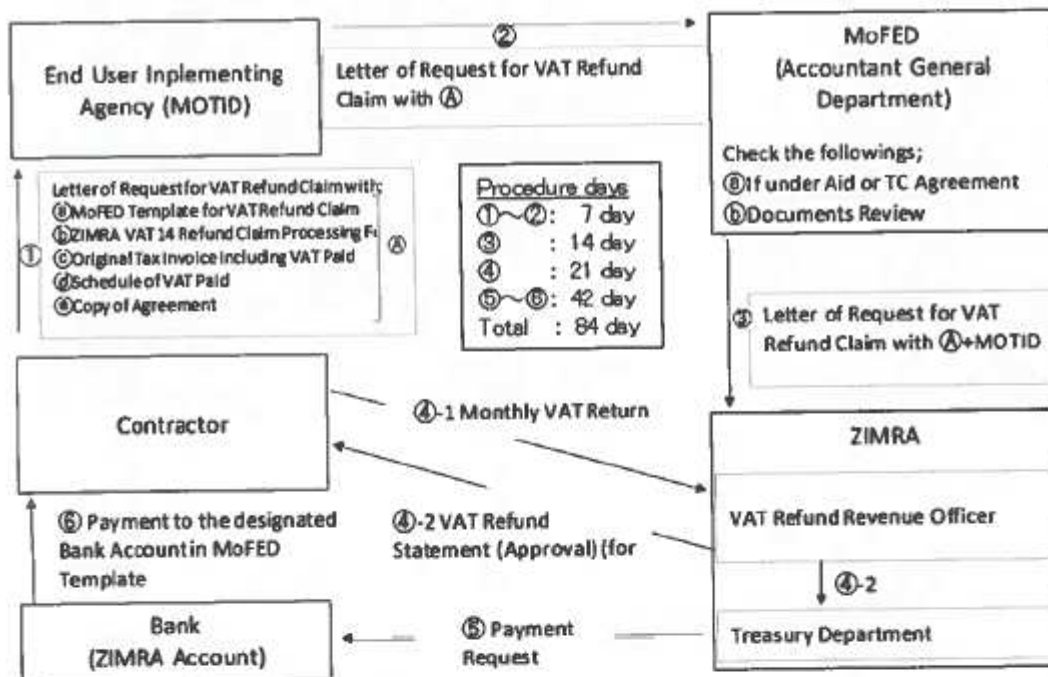 ②
End User Inplementing
Agency (MOTID)
Letter of Request for VAT Refund
Claim with Ⓐ
MoFED
(Accountant General
Department)
Check the followings;
ⓐIf under Aid or TC Agreement
ⓑDocuments Review
①
Letter of Request for VAT Refund Claim with;
ⓐMoFED Template for VAT Refund Claim
ⓑZIMRA VAT 14 Refund Claim Processing Fo
ⓒOriginal Tax Invoice Including VAT Paid
ⓓSchedule of VAT Paid
ⓔCopy of Agreement
Ⓐ
Procedure days
①～②: 7 day
③ : 14 day
④ : 21 day
⑤～⑥: 42 day
Total : 84 day
③ Letter of Request for VAT
Refund Claim with Ⓐ+MOTID
Contractor
④-1 Monthly VAT Return
ZIMRA
VAT Refund Revenue Officer
④-2
Treasury Department
④-2 VAT Refund
Statement (Approval) (for
⑥ Payment to the designated
Bank Account in MoFED
Template
Bank
(ZIMRA Account)
⑤ Payment
Request